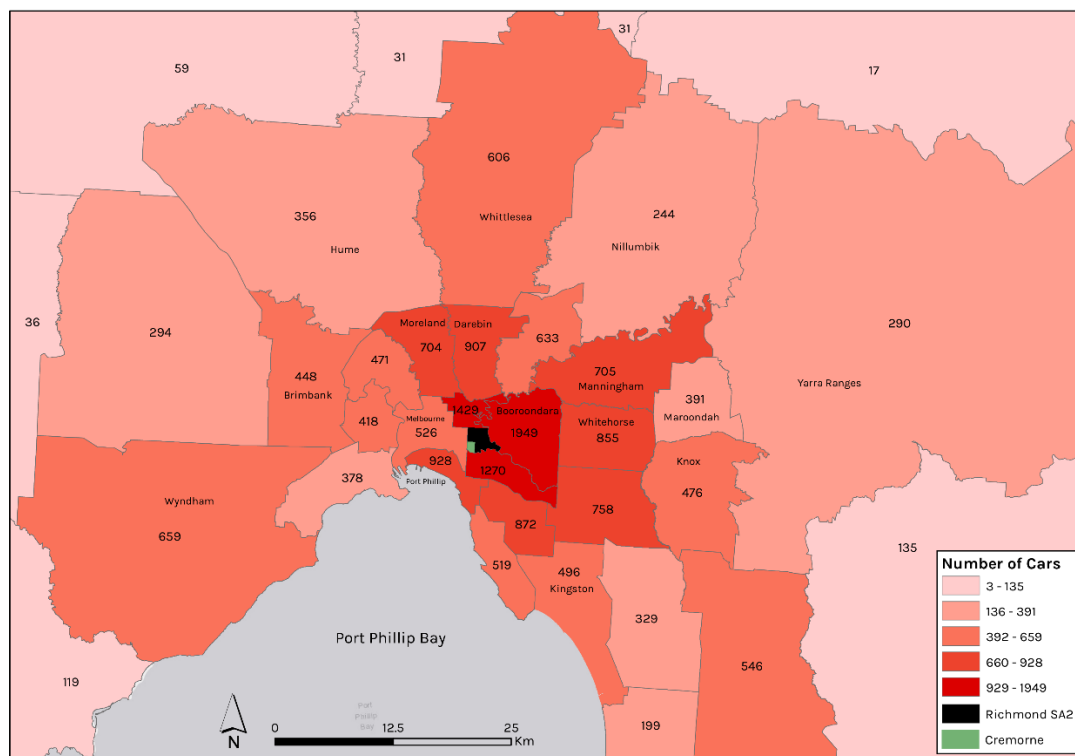 31
59
31
17
606
356
Whittlesea
244
Hume
Nillumbik
36
294
290
Moreland
Darebin
633
704
907
471
705
Manningham
448
Brimbank
391
Maroondah
Yarra Ranges
1429
Booroondara
418
Melbourne
526
1949
Whitehorse
855
Knox
928
1270
378
Port Phillip
476
Wyndham
659
872
758
519
496
Kingston
135
329
Port Phillip Bay
546
119
199
Port
Philip
Bay
N
0
12.5
25
Km
Number of Cars
3 - 135
136 - 391
392 - 659
660 - 928
929 - 1949
Richmond SA2
Cremorne